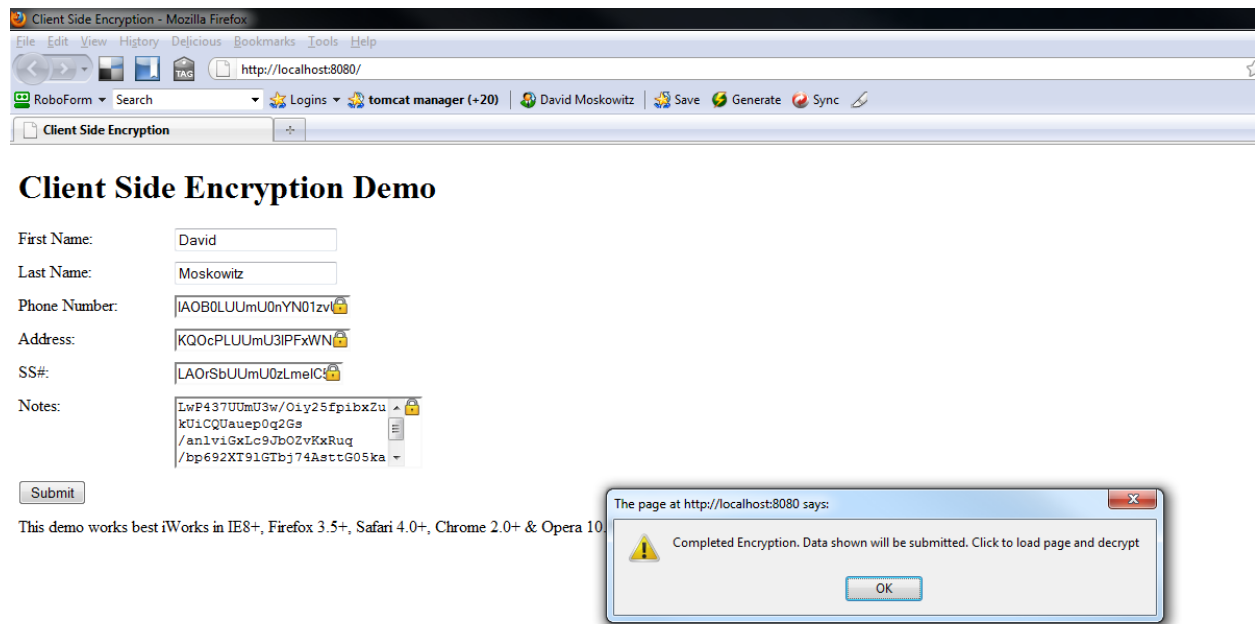 Client Side Encryption - Mozilla Firefox
File Edit View History Delicious Bookmarks Tools Help
TAG http://localhost:8080/
RoboForm Search Logins tomcat manager (+20) David Moskowitz Save Generate Sync
Client Side Encryption
Client Side Encryption Demo
First Name: David
Last Name: Moskowitz
Phone Number:
Address: KQOcPLUUmU3lPFxWN
SS#:
Notes: LwP437UUmU3w/Oiy25fpibxZu
kUiCQUauep0q2Gs
/anlviGxLc9JbOZvKxRuq
/bp692XT9lGTbj74AsttG05ka
Submit
This demo works best iWorks in IE8+, Firefox 3.5+, Safari 4.0+, Chrome 2.0+ & Opera 10.
The page at http://localhost:8080 says:
Completed Encryption. Data shown will be submitted. Click to load page and decrypt
OK